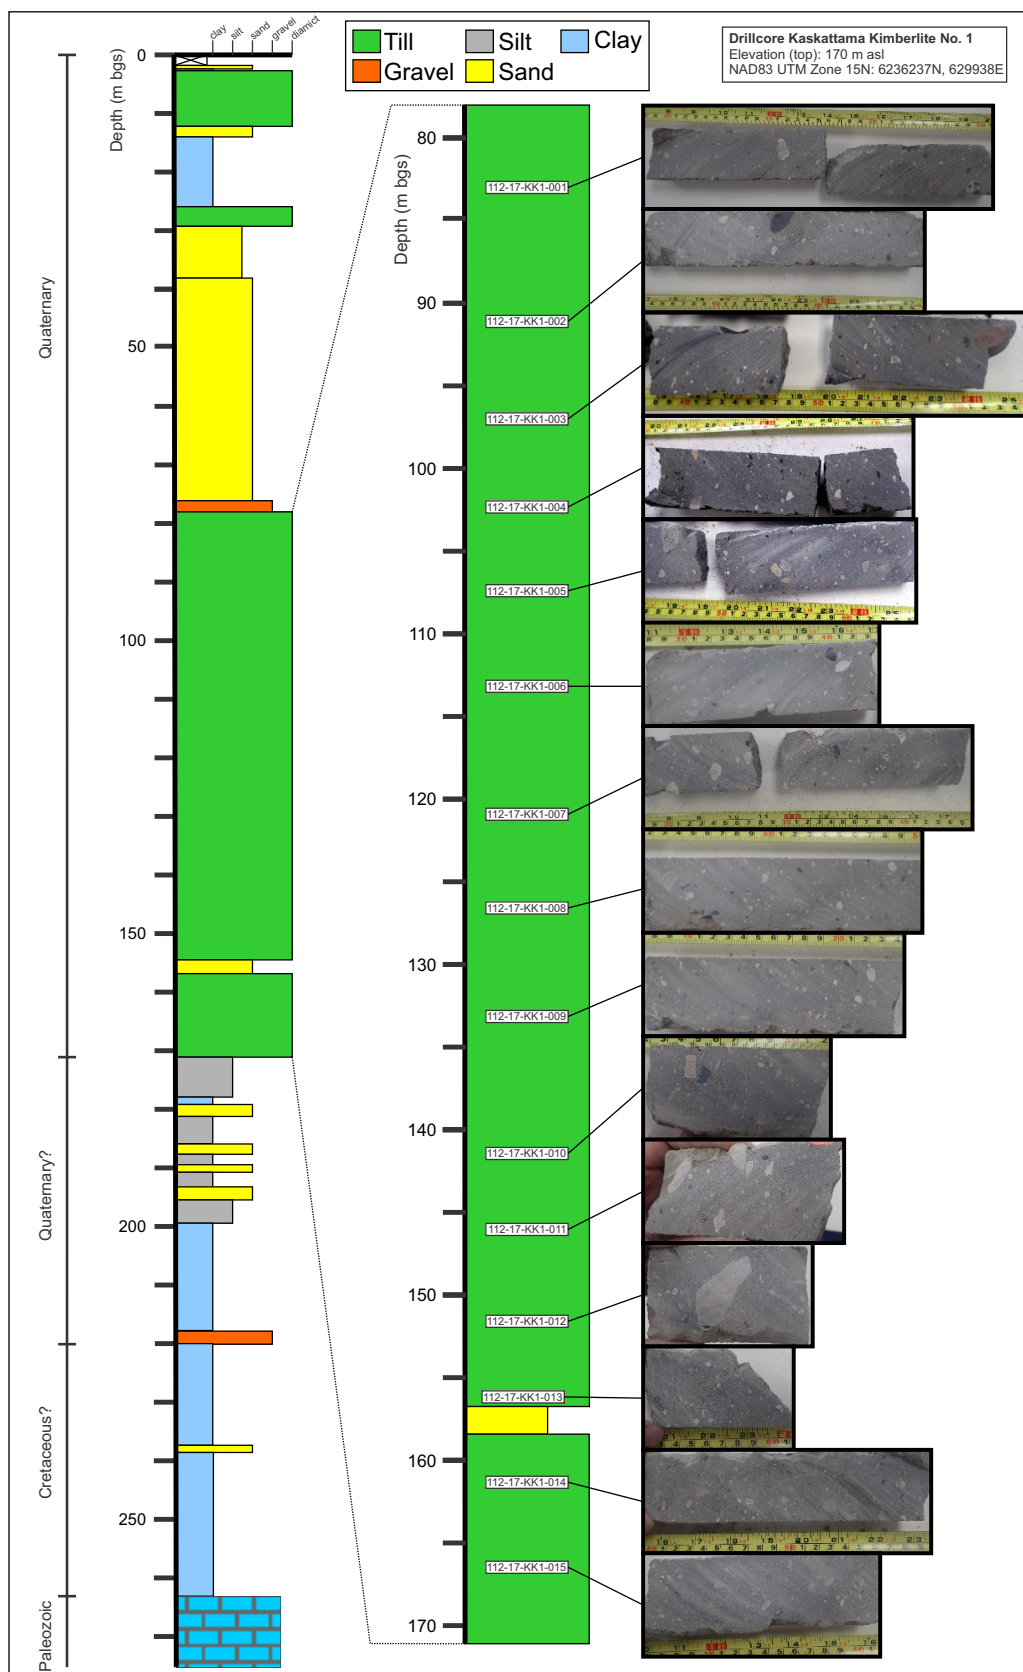 clay
silt
sand
gravel
diamict
Till
Silt
Clay
Gravel
Sand
Drillcore Kaskattama Kimberlite No. 1
Elevation (top): 170 m asl
NAD83 UTM Zone 15N: 6236237N, 629938E
Depth (m bgs)
0
50
100
150
200
250
Quaternary
Quaternary?
Cretaceous?
Paleozoic
Depth (m bgs)
80
90
100
110
120
130
140
150
160
170
112-17-KK1-001
112-17-KK1-002
112-17-KK1-003
112-17-KK1-004
112-17-KK1-005
112-17-KK1-006
112-17-KK1-007
112-17-KK1-008
112-17-KK1-009
112-17-KK1-010
112-17-KK1-011
112-17-KK1-012
112-17-KK1-013
112-17-KK1-014
112-17-KK1-015